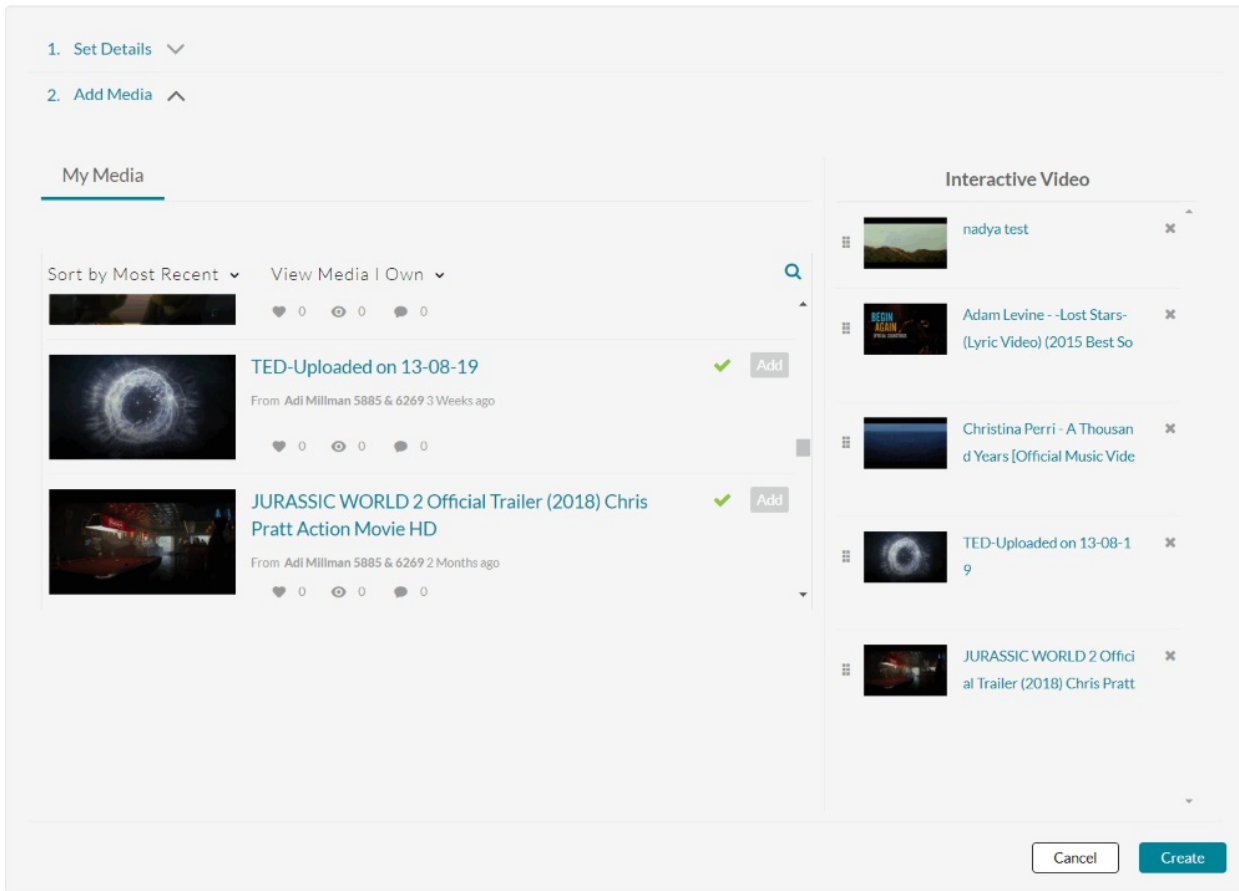 1. Set Details
2. Add Media
My Media
Sort by Most Recent
View Media I Own
0 0 0
TED-Uploaded on 13-08-19
Add
From Adi Millman 5885 & 6269 3 Weeks ago
0 0 0
JURASSIC WORLD 2 Official Trailer (2018) Chris
Pratt Action Movie HD
Add
From Adi Millman 5885 & 6269 2 Months ago
0 0 0
Interactive Video
nadya test
BEGIN
AGAIN
Adam Levine - -Lost Stars-
(Lyric Video) (2015 Best So
Christina Perri - A Thousan
d Years [Official Music Vide
TED-Uploaded on 13-08-1
9
JURASSIC WORLD 2 Offici
al Trailer (2018) Chris Pratt
Cancel
Create